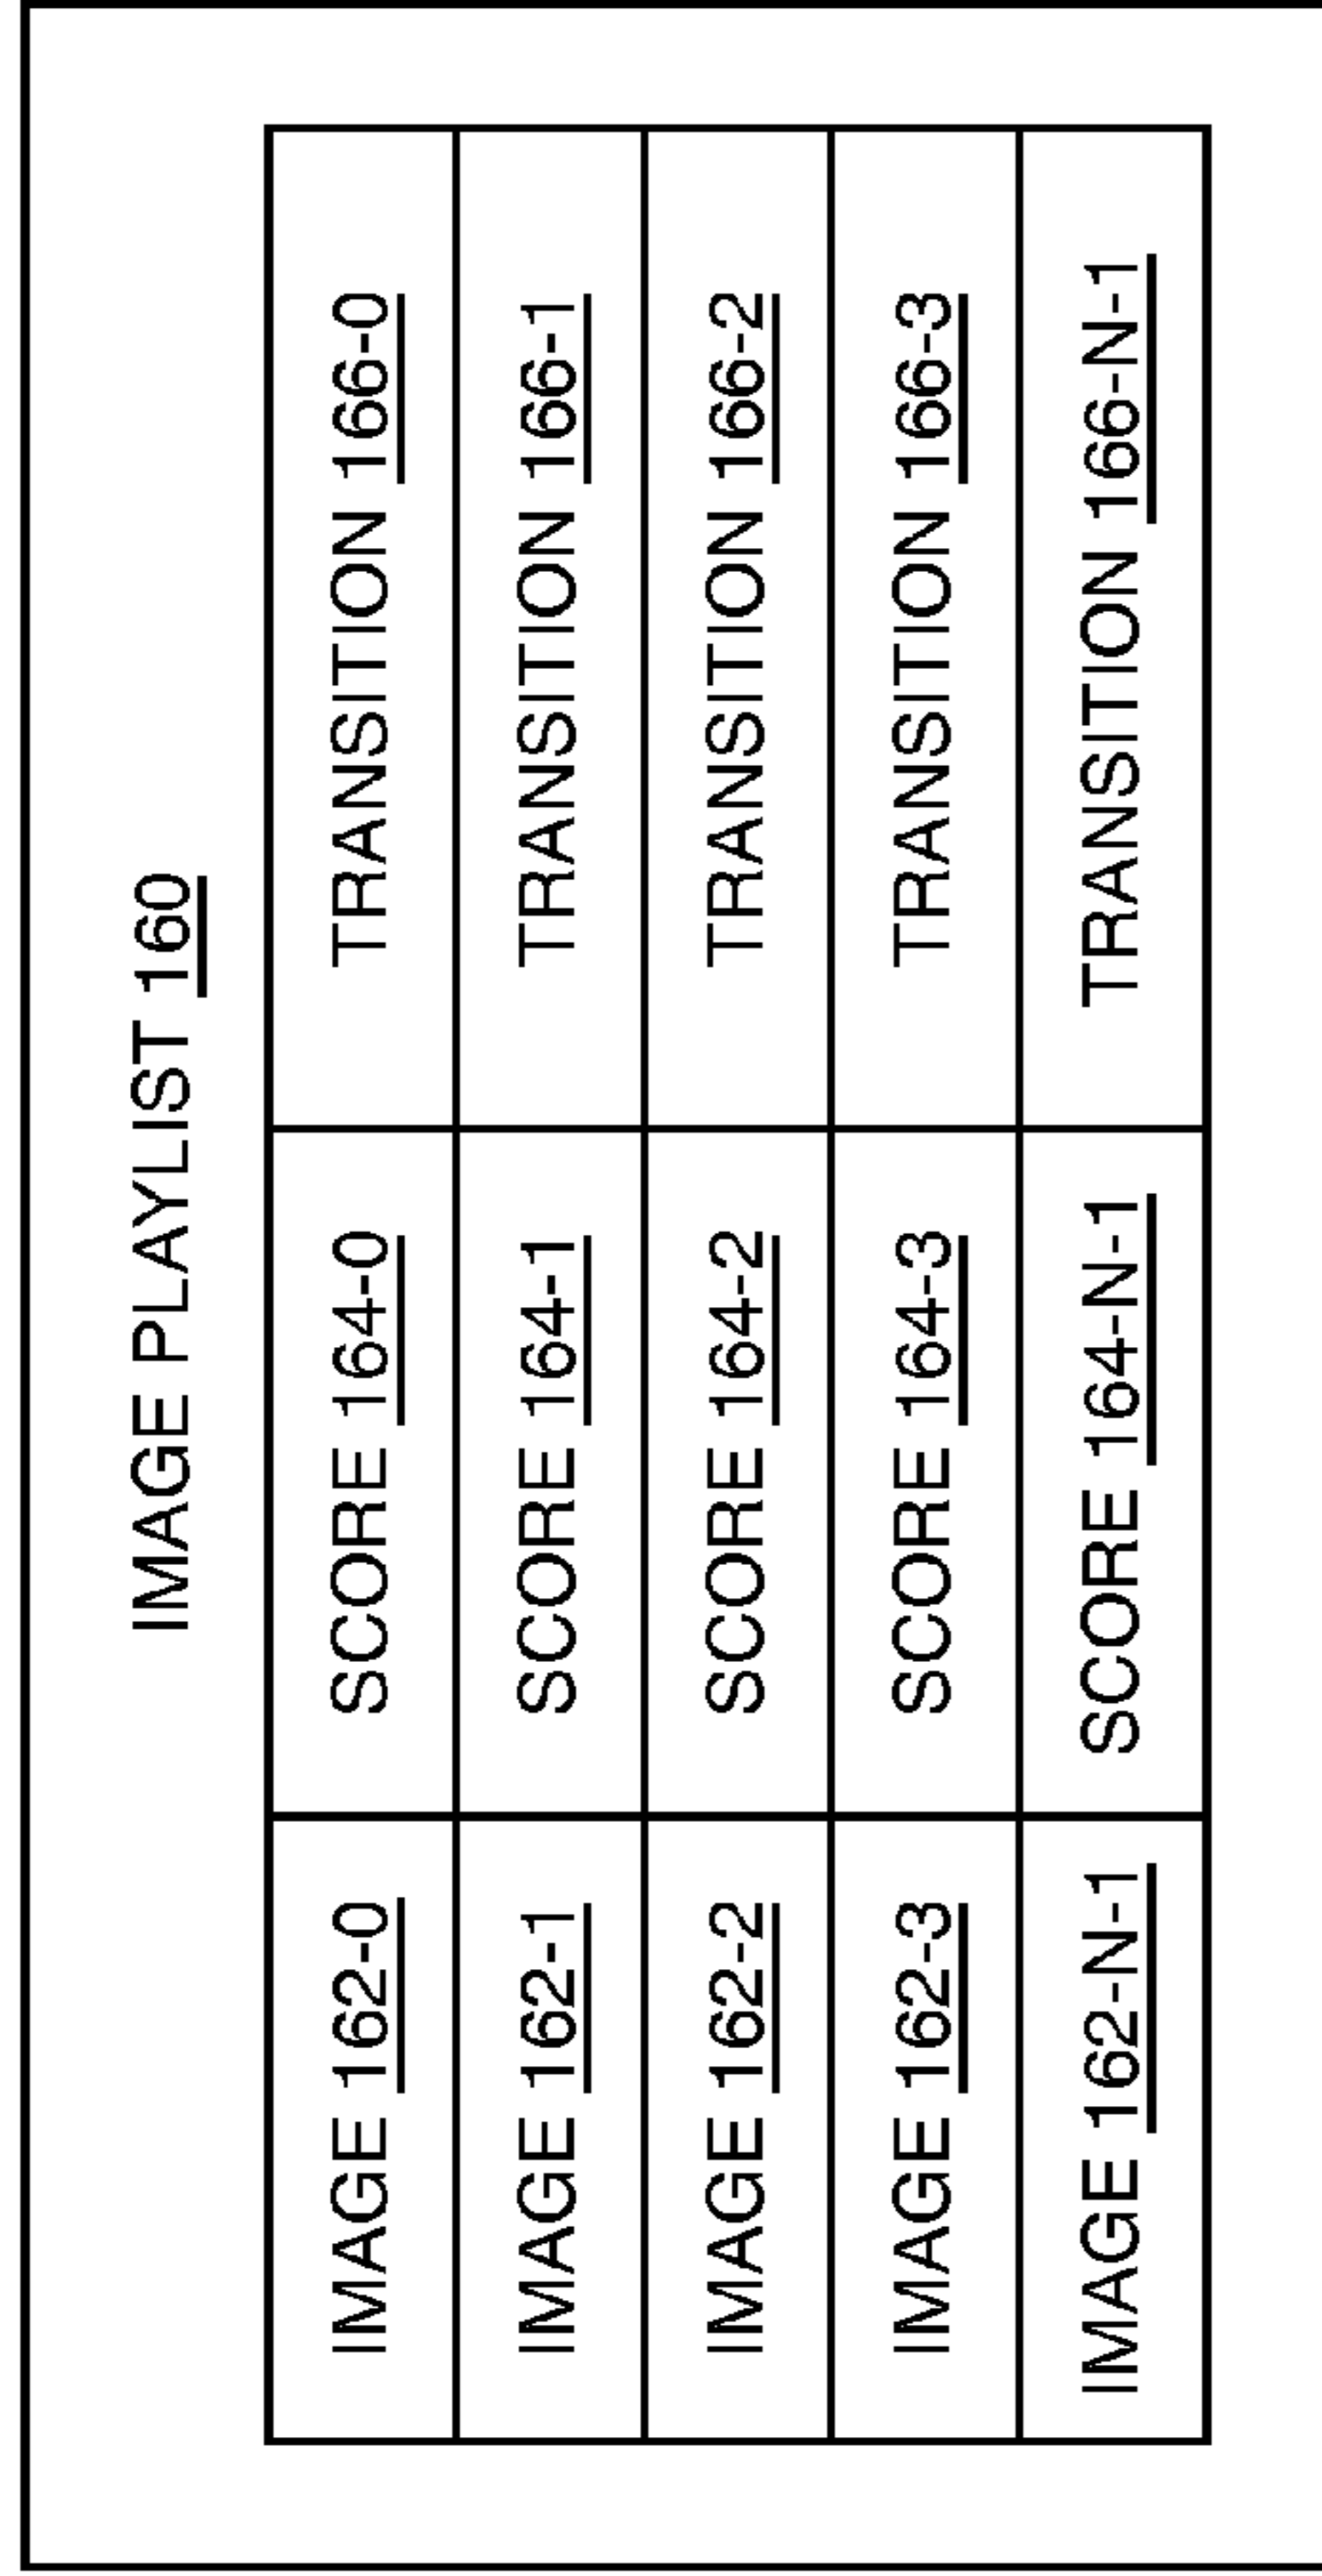 IMAGE PLAYLIST 160
IMAGE 162-0 SCORE 164-0 TRANSITION 166-0
IMAGE 162-1 SCORE 164-1 TRANSITION 166-1
IMAGE 162-2 SCORE 164-2 TRANSITION 166-2
IMAGE 162-3 SCORE 164-3 TRANSITION 166-3
IMAGE 162-N-1 SCORE 164-N-1 TRANSITION 166-N-1